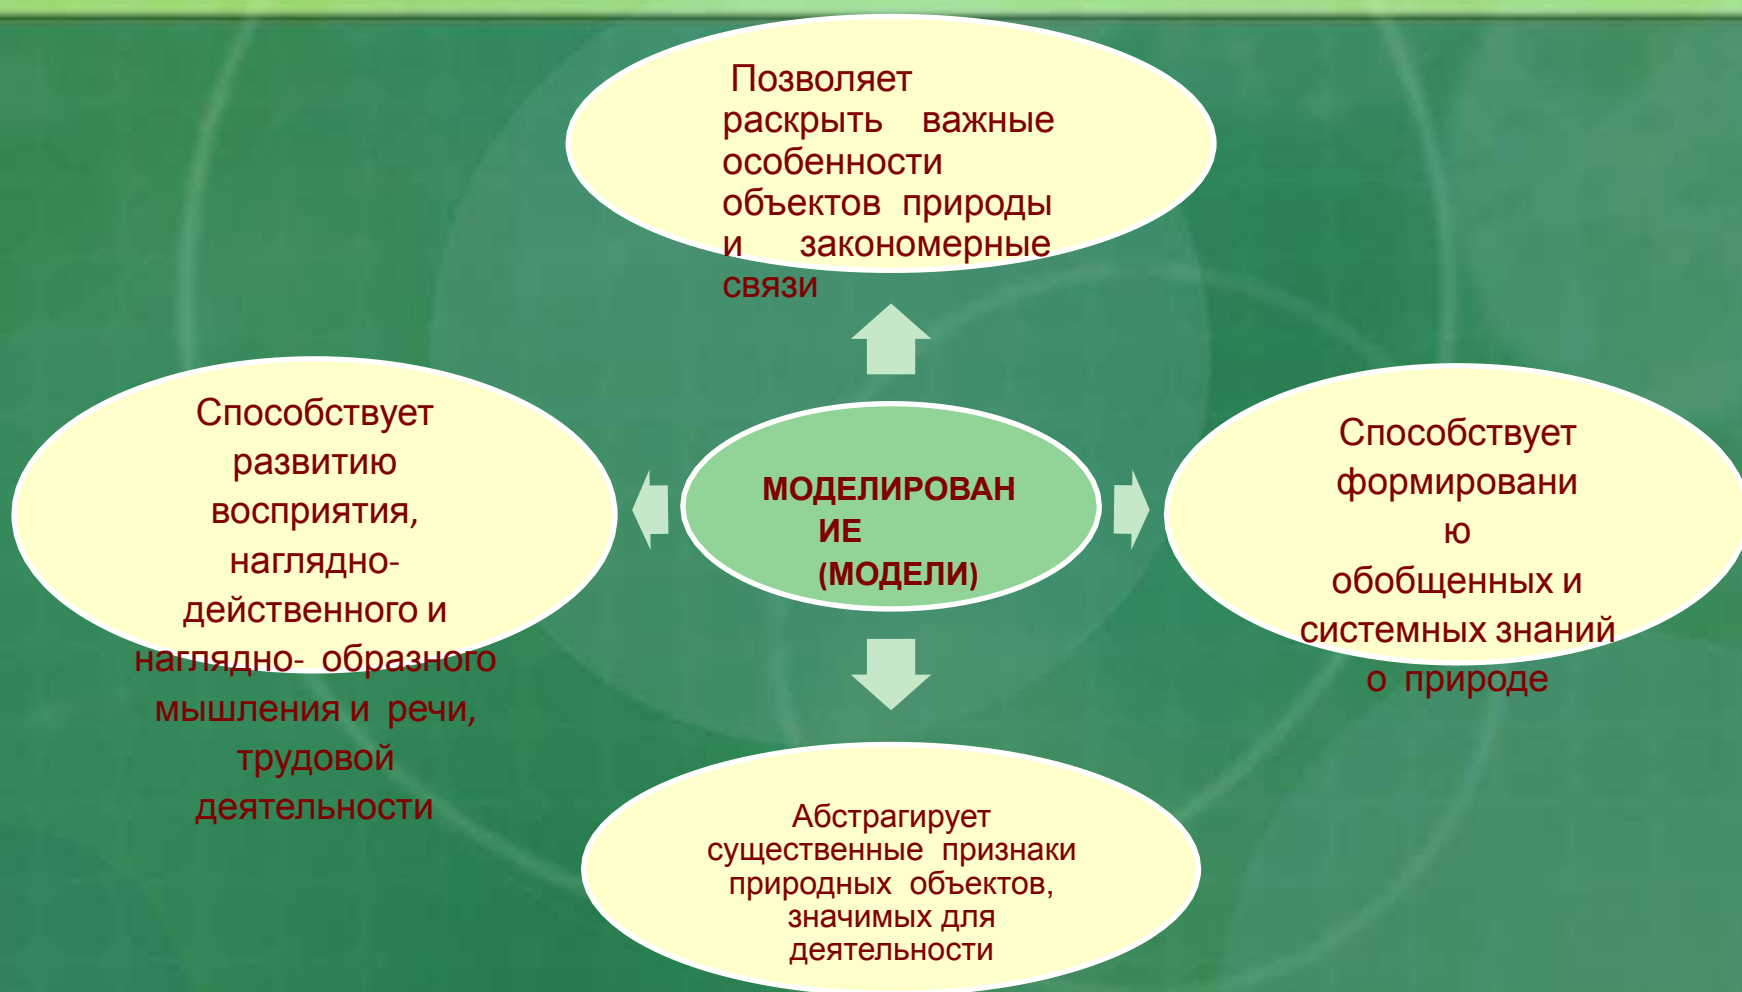 Позволяет
раскрыть важные
особенности
объектов природы
и закономерные
связи
Способствует
развитию
восприятия,
наглядно-
действенного и
наглядно- образного
мышления и речи,
трудовой
деятельности
МОДЕЛИРОВАН
ИЕ
(МОДЕЛИ)
Способствует
формировани
ю
обобщенных и
системных знаний
о природе
Абстрагирует
существенные признаки
природных объектов,
значимых для
деятельности